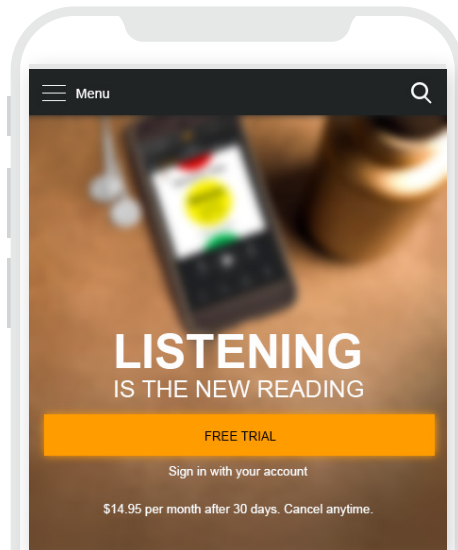 Menu
LISTENING
IS THE NEW READING
FREE TRIAL
Sign in with your account
$14.95 per month after 30 days. Cancel anytime.